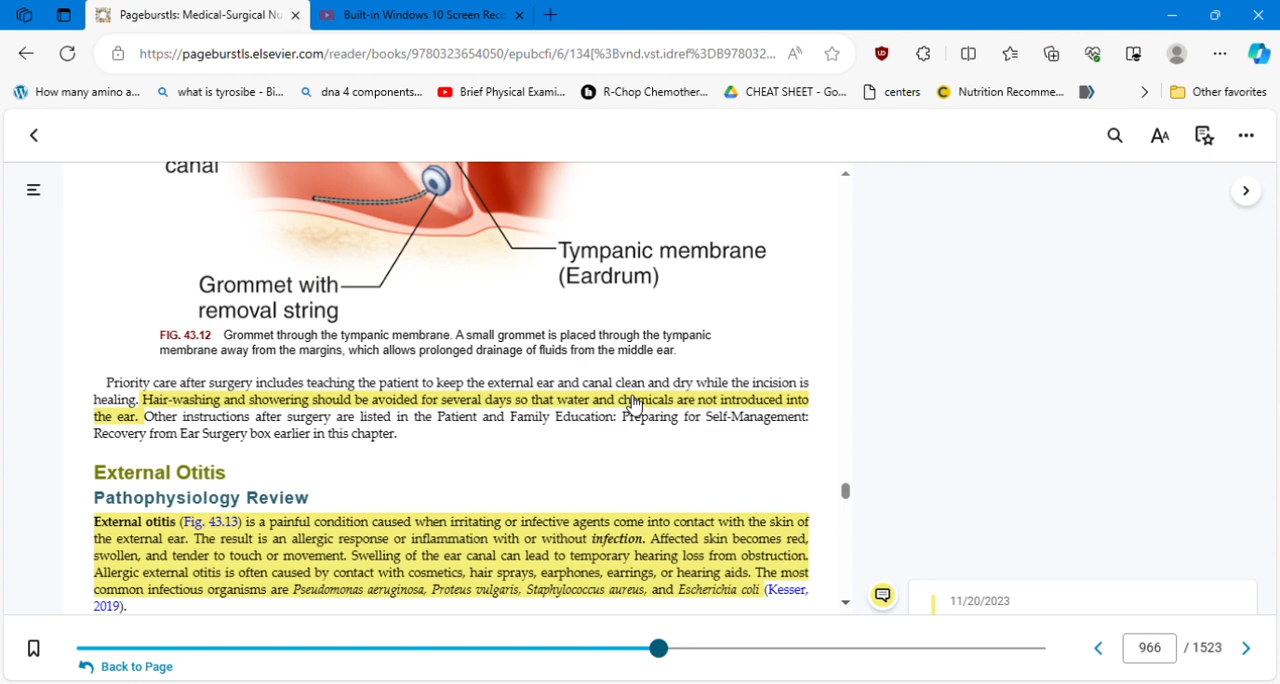 Pageburstls: Medical-Surgical Nu
Built-in Windows 10 Screen Reco
https://pageburstls.elsevier.com/reader/books/9780323654050/epubcfi/6/134[%3Bvnd.vst.idref%3DB978032...
How many amino a...
what is tyrosibe - Bi...
dna 4 components...
Brief Physical Exami...
R-Chop Chemother...
CHEAT SHEET - Go...
centers
Nutrition Recomme...
Other favorites
canal
Tympanic membrane
(Eardrum)
Grommet with
removal string
FIG. 43.12 Grommet through the tympanic membrane. A small grommet is placed through the tympanic
membrane away from the margins, which allows prolonged drainage of fluids from the middle ear.
Priority care after surgery includes teaching the patient to keep the external ear and canal clean and dry while the incision is
healing. Hair-washing and showering should be avoided for several days so that water and chemicals are not introduced into
the ear. Other instructions after surgery are listed in the Patient and Family Education: Preparing for Self-Management:
Recovery from Ear Surgery box earlier in this chapter.
External Otitis
Pathophysiology Review
External otitis (Fig. 43.13) is a painful condition caused when irritating or infective agents come into contact with the skin of
the external ear. The result is an allergic response or inflammation with or without infection. Affected skin becomes red,
swollen, and tender to touch or movement. Swelling of the ear canal can lead to temporary hearing loss from obstruction.
Allergic external otitis is often caused by contact with cosmetics, hair sprays, earphones, earrings, or hearing aids. The most
common infectious organisms are Pseudomonas aeruginosa, Proteus vulgaris, Staphylococcus aureus, and Escherichia coli (Kesser,
2019).
11/20/2023
966 / 1523
Back to Page